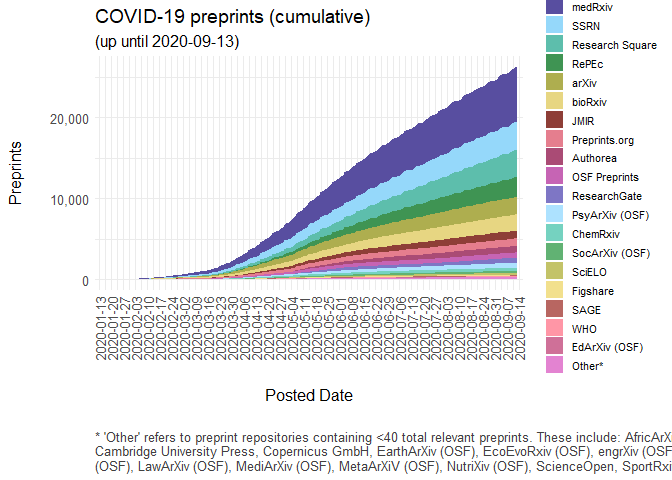 COVID-19 preprints (cumulative)
(up until 2020-09-13)
Preprints
20,000
10,000
0
2020-01-13
2020-01-20
2020-01-27
2020-02-03
2020-02-10
2020-02-17
2020-02-24
2020-03-02
2020-03-09
2020-03-16
2020-03-23
2020-03-30
2020-04-06
2020-04-13
2020-04-20
2020-04-27
2020-05-04
2020-05-11
2020-05-18
2020-05-25
2020-06-01
2020-06-08
2020-06-15
2020-06-22
2020-06-29
2020-07-06
2020-07-13
2020-07-20
2020-07-27
2020-08-03
2020-08-10
2020-08-17
2020-08-24
2020-08-31
2020-09-07
2020-09-14
Posted Date
medRxiv
SSRN
Research Square
RePEc
arXiv
bioRxiv
JMIR
Preprints.org
Authorea
OSF Preprints
ResearchGate
PsyArXiv (OSF)
ChemRxiv
SocArXiv (OSF)
SciELO
Figshare
SAGE
WHO
EdArXiv (OSF)
Other*
* 'Other' refers to preprint repositories containing <40 total relevant preprints. These include: AfricArXi
Cambridge University Press, Copernicus GmbH, EarthArXiv (OSF), EcoEvoRxiv (OSF), engrXiv (OSF
(OSF), LawArXiv (OSF), MediArXiv (OSF), MetaArXiV (OSF), NutriXiv (OSF), ScienceOpen, SportRxi